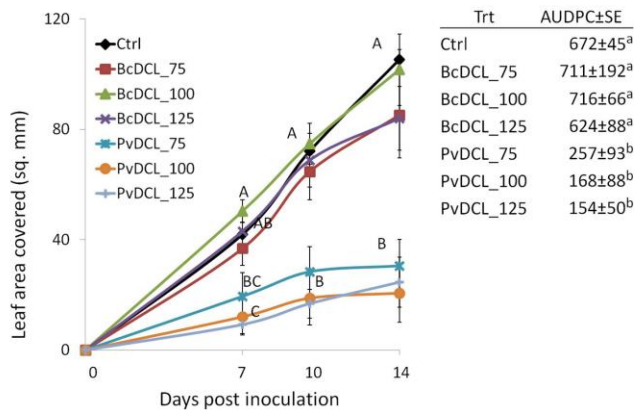 120
80
40
0
Leaf area covered (sq. mm)
Ctrl
BcDCL_75
BcDCL_100
BcDCL_125
PvDCL_75
PvDCL_100
PvDCL_125
A
A
A
AB
BC
C
B
B
0 7 10 14
Days post inoculation
Trt AUDPC±SE
Ctrl 672±45ᵃ
BcDCL_75 711±192ᵃ
BcDCL_100 716±66ᵃ
BcDCL_125 624±88ᵃ
PvDCL_75 257±93ᵇ
PvDCL_100 168±88ᵇ
PvDCL_125 154±50ᵇ